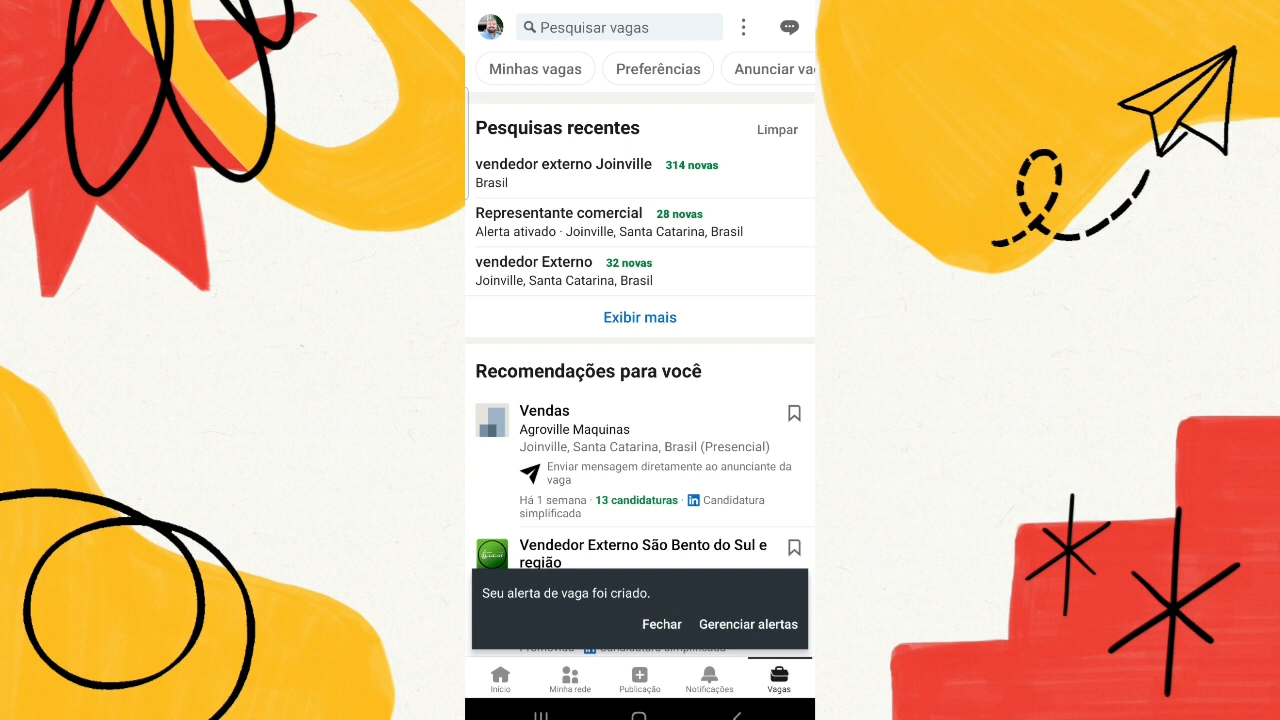 Pesquisar vagas
Minhas vagas
Preferências
Anunciar va
Pesquisas recentes
Limpar
vendedor externo Joinville 314 novas
Brasil
Representante comercial 28 novas
Alerta ativado · Joinville, Santa Catarina, Brasil
vendedor Externo 32 novas
Joinville, Santa Catarina, Brasil
Exibir mais
Recomendações para você
Vendas
Agroville Maquinas
Joinville, Santa Catarina, Brasil (Presencial)
Enviar mensagem diretamente ao anunciante da
vaga
Há 1 semana · 13 candidaturas · in Candidatura
simplificada
Vendedor Externo São Bento do Sul e
região
Seu alerta de vaga foi criado.
Fechar
Gerenciar alertas
Início
Minha rede
Publicação
Notificações
Vagas